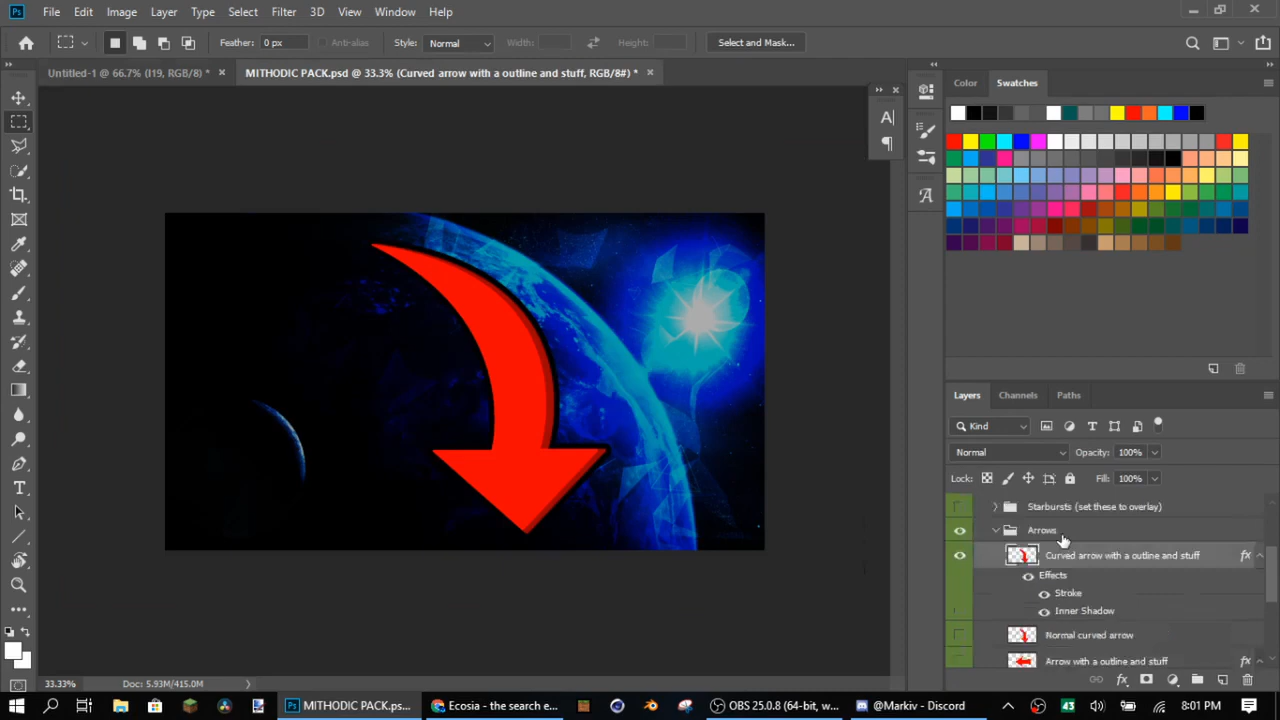 File Edit Image Layer Type Select Filter 3D View Window Help
Feather: 0 px Anti-alias Style: Normal Width: Height: Select and Mask...
Untitled-1 @ 66.7% (I19, RGB/8) * MITHODIC PACK.psd @ 33.3% (Curved arrow with a outline and stuff, RGB/8#) *
Color Swatches
Layers Channels Paths
Kind
Normal Opacity: 100%
Lock: Fill: 100%
Starbursts (set these to overlay)
Arrows
Curved arrow with a outline and stuff fx
Effects
Stroke
Inner Shadow
Normal curved arrow
Arrow with a outline and stuff fx
33.33% Doc: 5.93M/415.0M
MITHODIC PACK.ps... Ecosia - the search e... OBS 25.0.8 (64-bit, w... @Markiv - Discord 43 8:01 PM